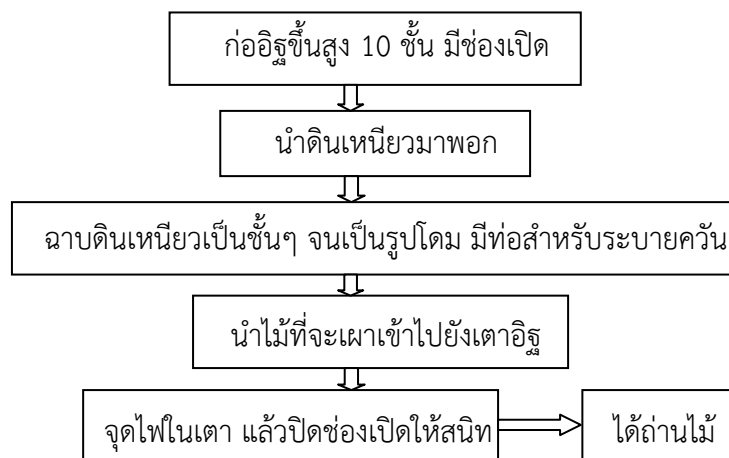 ก่ออิฐขึ้นสูง 10 ชั้น มีช่องเปิด
นำดินเหนียวมาพอก
ฉาบดินเหนียวเป็นชั้นๆ จนเป็นรูปโดม มีท่อสำหรับระบายควัน
นำไม้ที่จะเผาเข้าไปยังเตาอิฐ
จุดไฟในเตา แล้วปิดช่องเปิดให้สนิท
ได้ถ่านไม้